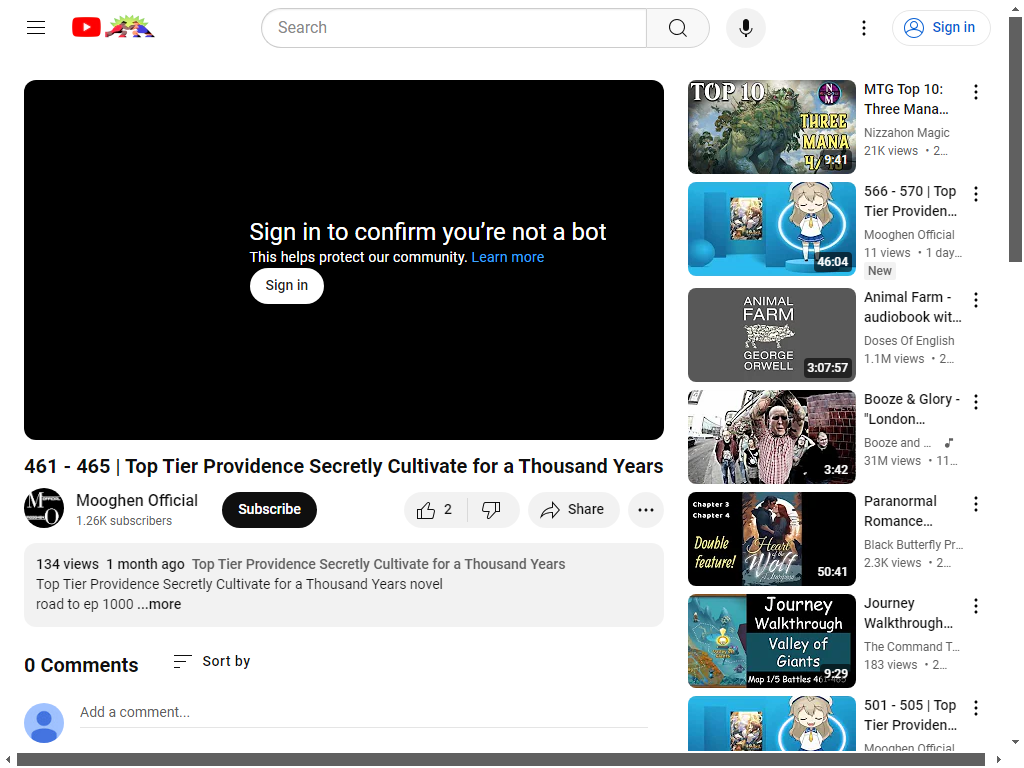 Search
Sign in
Sign in to confirm you’re not a bot
This helps protect our community. Learn more
Sign in
461 - 465 | Top Tier Providence Secretly Cultivate for a Thousand Years
Mooghen Official
1.26K subscribers
Subscribe
2
Share
134 views 1 month ago Top Tier Providence Secretly Cultivate for a Thousand Years
Top Tier Providence Secretly Cultivate for a Thousand Years novel
road to ep 1000 ...more
0 Comments
Sort by
Add a comment...
TOP 10
NM
THREE
MANA
4/
9:41
MTG Top 10:
Three Mana…
Nizzahon Magic
21K views • 2…
46:04
566 - 570 | Top
Tier Providen…
Mooghen Official
11 views • 1 day…
New
ANIMAL
FARM
GEORGE
ORWELL
3:07:57
Animal Farm -
audiobook wit…
Doses Of English
1.1M views • 2…
3:42
Booze & Glory -
"London…
Booze and …
31M views • 11…
Chapter 3
Chapter 4
Double
feature!
Heart
of the
Wolf
50:41
Paranormal
Romance…
Black Butterfly Pr…
2.3K views • 2…
Journey
Walkthrough
Valley of
Giants
Map 1/5 Battles 461-465
9:29
Journey
Walkthrough…
The Command T…
183 views • 2…
501 - 505 | Top
Tier Providen…
Mooghen Official